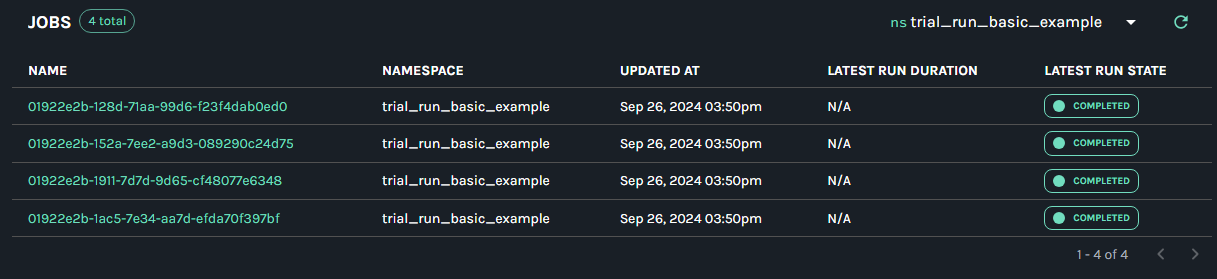 JOBS 4 total ns trial_run_basic_example
NAME NAMESPACE UPDATED AT LATEST RUN DURATION LATEST RUN STATE
01922e2b-128d-71aa-99d6-f23f4dab0ed0 trial_run_basic_example Sep 26, 2024 03:50pm N/A COMPLETED
01922e2b-152a-7ee2-a9d3-089290c24d75 trial_run_basic_example Sep 26, 2024 03:50pm N/A COMPLETED
01922e2b-1911-7d7d-9d65-cf48077e6348 trial_run_basic_example Sep 26, 2024 03:50pm N/A COMPLETED
01922e2b-1ac5-7e34-aa7d-efda70f397bf trial_run_basic_example Sep 26, 2024 03:50pm N/A COMPLETED
1 - 4 of 4